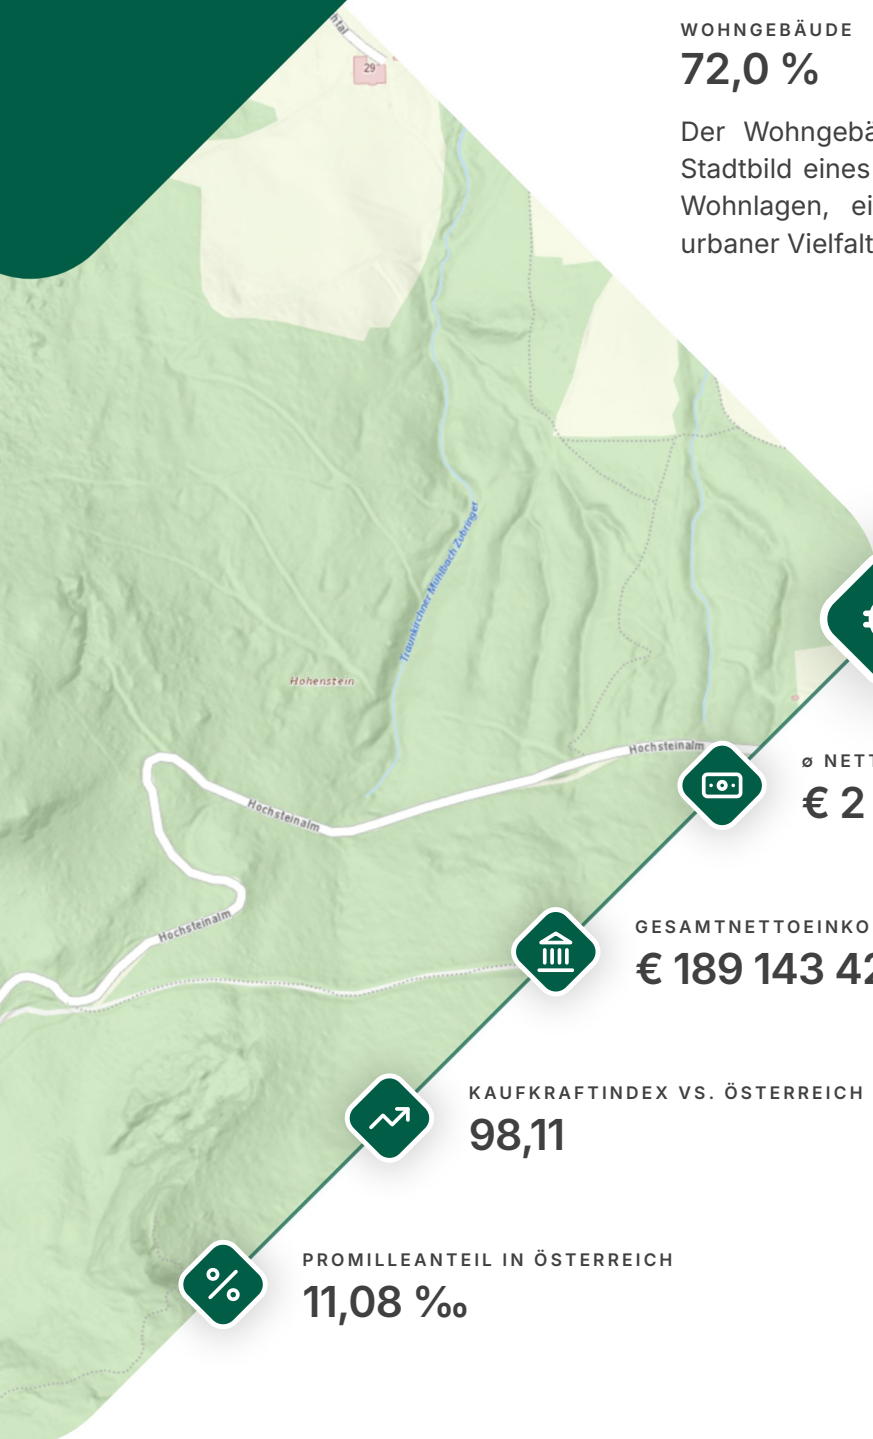 WOHNGEBÄUDE
72,0 %
Der Wohngebä
Stadtbild eines
Wohnlagen, ei
urbaner Vielfalt
29
Traunkirchner Mühlbach Zubringer
Hohenstein
Hochsteinalm
Hochsteinalm
Hochsteinalm
ø NETT
€ 2
GESAMTNETTOEINKO
€ 189 143 42
KAUFKRAFTINDEX VS. ÖSTERREICH
98,11
PROMILLEANTEIL IN ÖSTERREICH
11,08 ‰